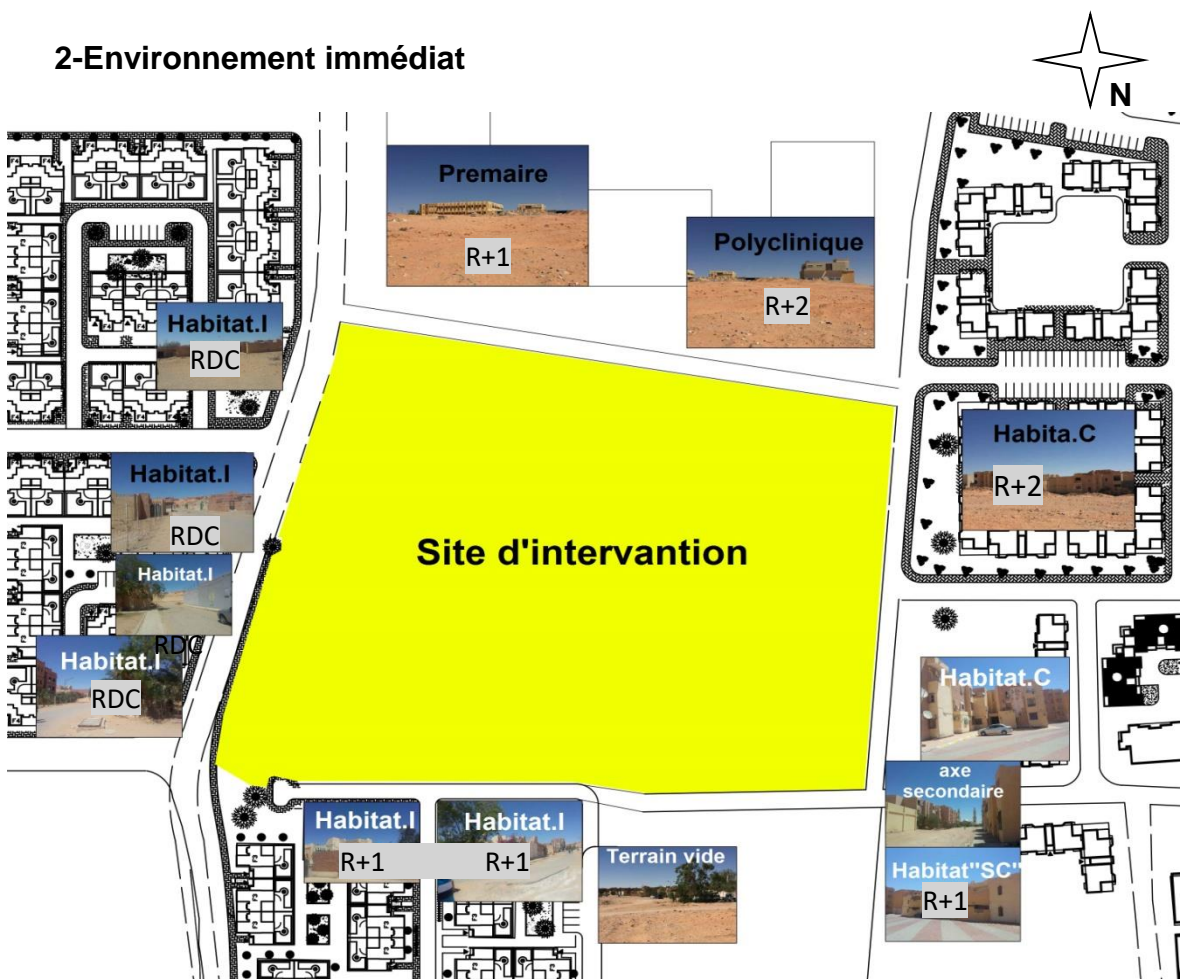 2-Environnement immédiat
N
Premaire
R+1
Polyclinique
R+2
Habitat.I
RDC
Habita.C
R+2
Habitat.I
RDC
Site d'intervantion
Habitat.I
RDC
Habitat.I
RDC
Habitat.C
axe
secondaire
Habitat.I
R+1
Habitat.I
R+1
Terrain vide
Habitat"SC"
R+1